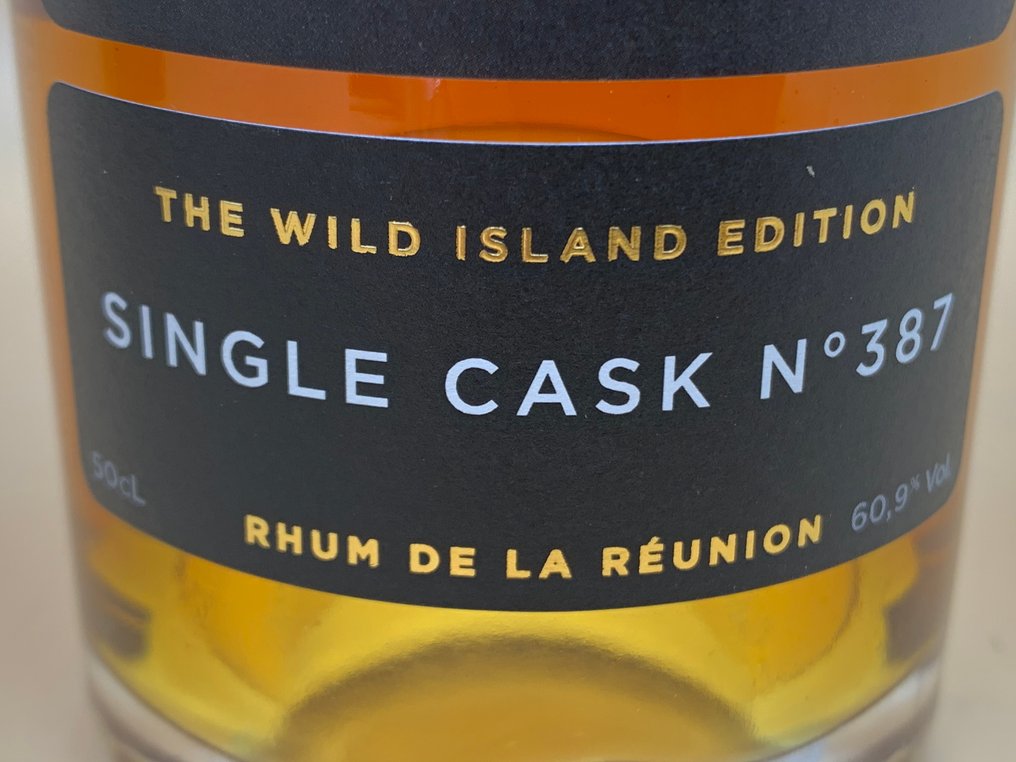 THE WILD ISLAND EDITION
SINGLE CASK N°387
50cL
60,9% Vol.
RHUM DE LA RÉUNION